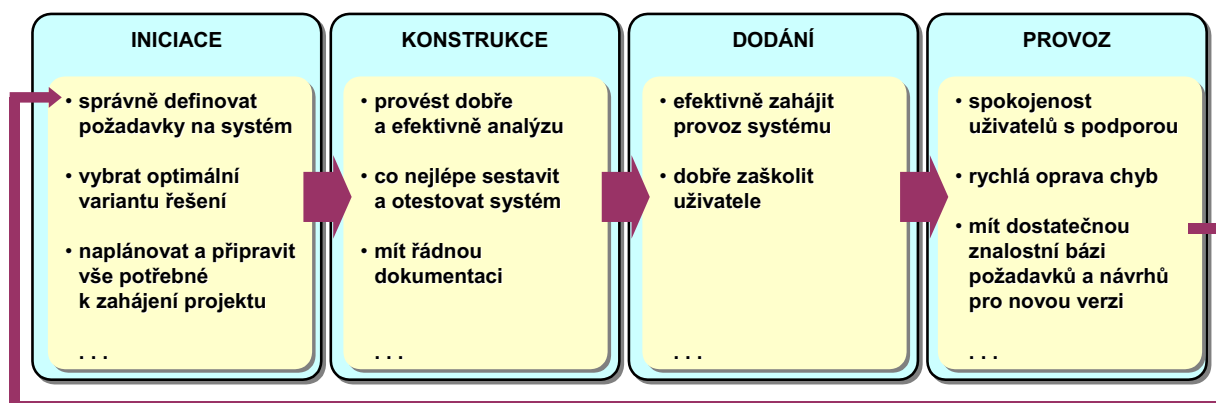 INICIACE
• správně definovat
požadavky na systém
• vybrat optimální
variantu řešení
• naplánovat a připravit
vše potřebné
k zahájení projektu
. . .
KONSTRUKCE
• provést dobře
a efektivně analýzu
• co nejlépe sestavit
a otestovat systém
• mít řádnou
dokumentaci
. . .
DODÁNÍ
• efektivně zahájit
provoz systému
• dobře zaškolit
uživatele
. . .
PROVOZ
• spokojenost
uživatelů s podporou
• rychlá oprava chyb
• mít dostatečnou
znalostní bázi
požadavků a návrhů
pro novou verzi
. . .